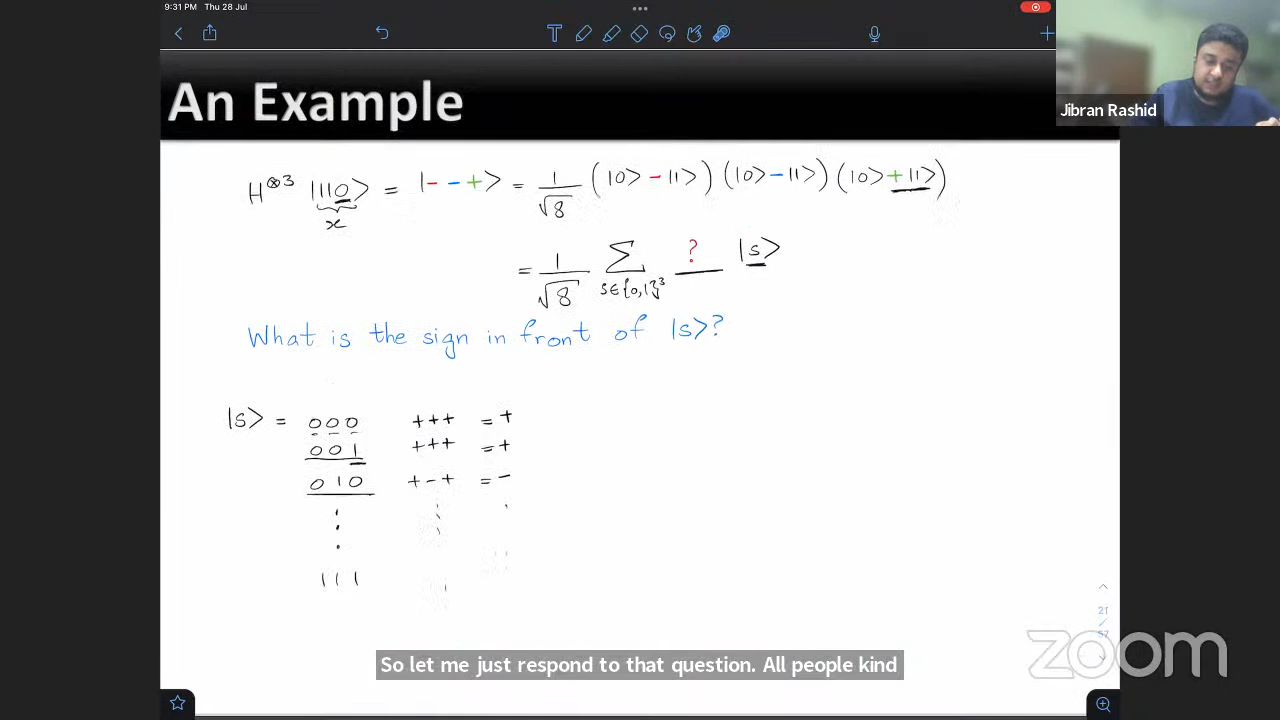 9:31 PM Thu 28 Jul
Jibran Rashid
An Example
H⊗3 |110> = |--+> = 1/√8 (|0> - |1>) (|0> - |1>) (|0> + |1>)
x
= 1/√8 Σ s∈{0,1}³ ? |s>
What is the sign in front of |s>?
|s> = 000 +++ = +
001 +++ = +
010 +-+ = -
111
21
57
zoom
So let me just respond to that question. All people kind